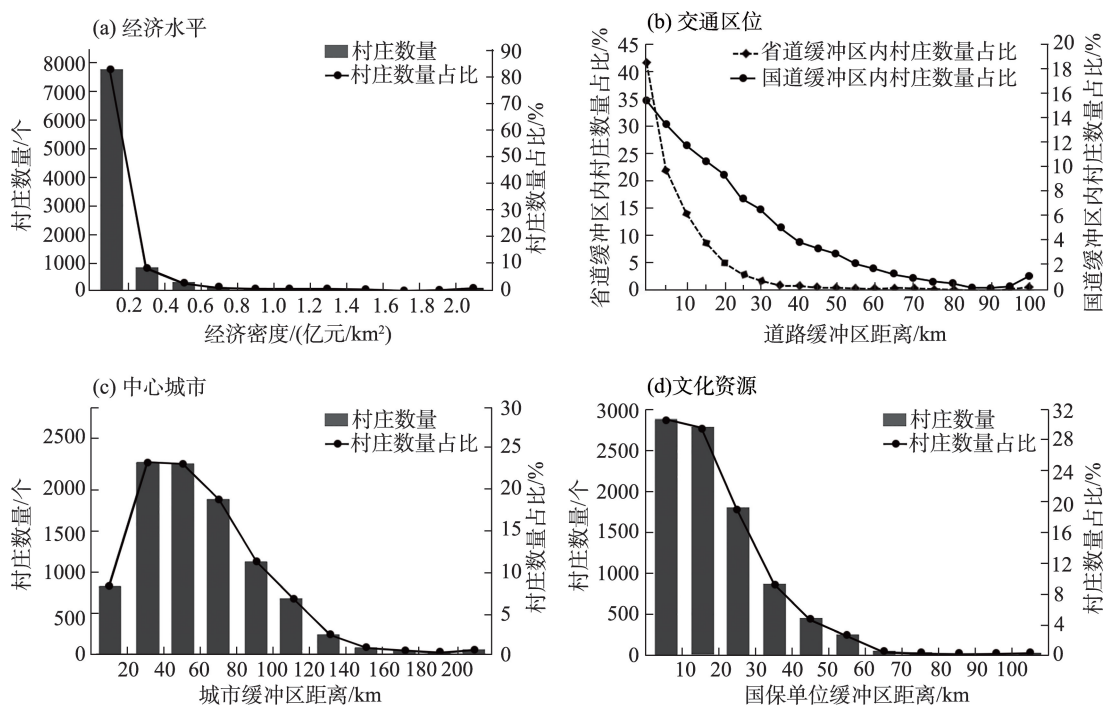 (a) 经济水平
村庄数量
村庄数量占比
村庄数量/个
8000
7000
6000
5000
4000
3000
2000
1000
0
村庄数量占比/%
90
80
70
60
50
40
30
20
10
0
0.2 0.4 0.6 0.8 1.0 1.2 1.4 1.6 1.8 2.0
经济密度/(亿元/km²)
(b) 交通区位
省道缓冲区内村庄数量占比
国道缓冲区内村庄数量占比
省道缓冲区内村庄数量占比/%
45
40
35
30
25
20
15
10
5
0
国道缓冲区内村庄数量占比/%
20
18
16
14
12
10
8
6
4
2
0
10 20 30 40 50 60 70 80 90 100
道路缓冲区距离/km
(c) 中心城市
村庄数量
村庄数量占比
村庄数量/个
2500
2000
1500
1000
500
0
村庄数量占比/%
30
25
20
15
10
5
0
20 40 60 80 100 120 140 160 180 200
城市缓冲区距离/km
(d)文化资源
村庄数量
村庄数量占比
村庄数量/个
3000
2500
2000
1500
1000
500
0
村庄数量占比/%
32
28
24
20
16
12
8
4
0
10 20 30 40 50 60 70 80 90 100
国保单位缓冲区距离/km